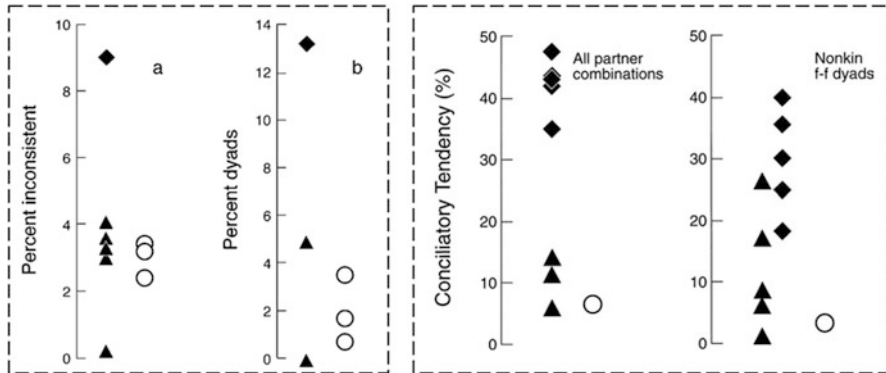 Percent inconsistent
10
8
6
4
2
0
a
Percent dyads
14
12
10
8
6
4
2
0
b
Conciliatory Tendency (%)
50
40
30
20
10
0
All partner
combinations
50
40
30
20
10
0
Nonkin
f-f dyads